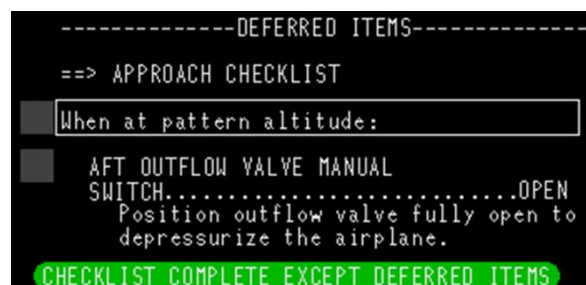 --------------DEFERRED ITEMS-------------
==> APPROACH CHECKLIST
When at pattern altitude:
AFT OUTFLOW VALVE MANUAL
SWITCH.............................OPEN
Position outflow valve fully open to
depressurize the airplane.
CHECKLIST COMPLETE EXCEPT DEFERRED ITEMS